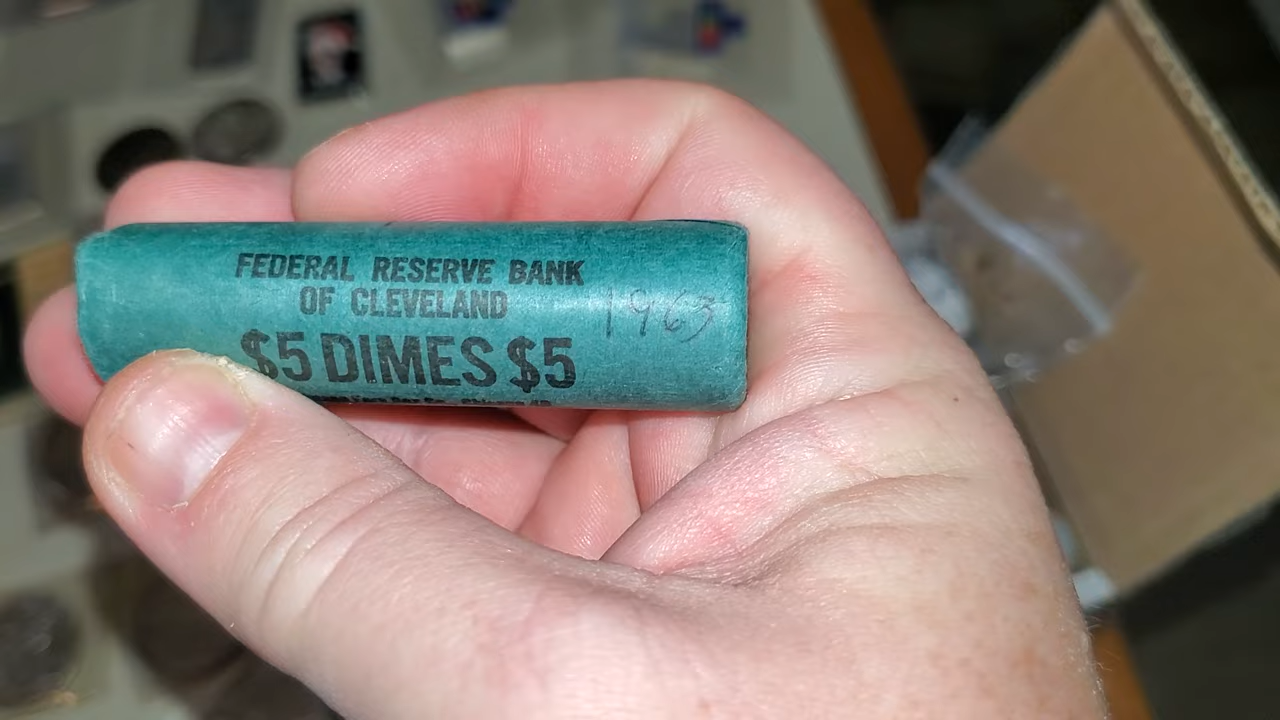 FEDERAL RESERVE BANK
OF CLEVELAND
1963
$5 DIMES $5